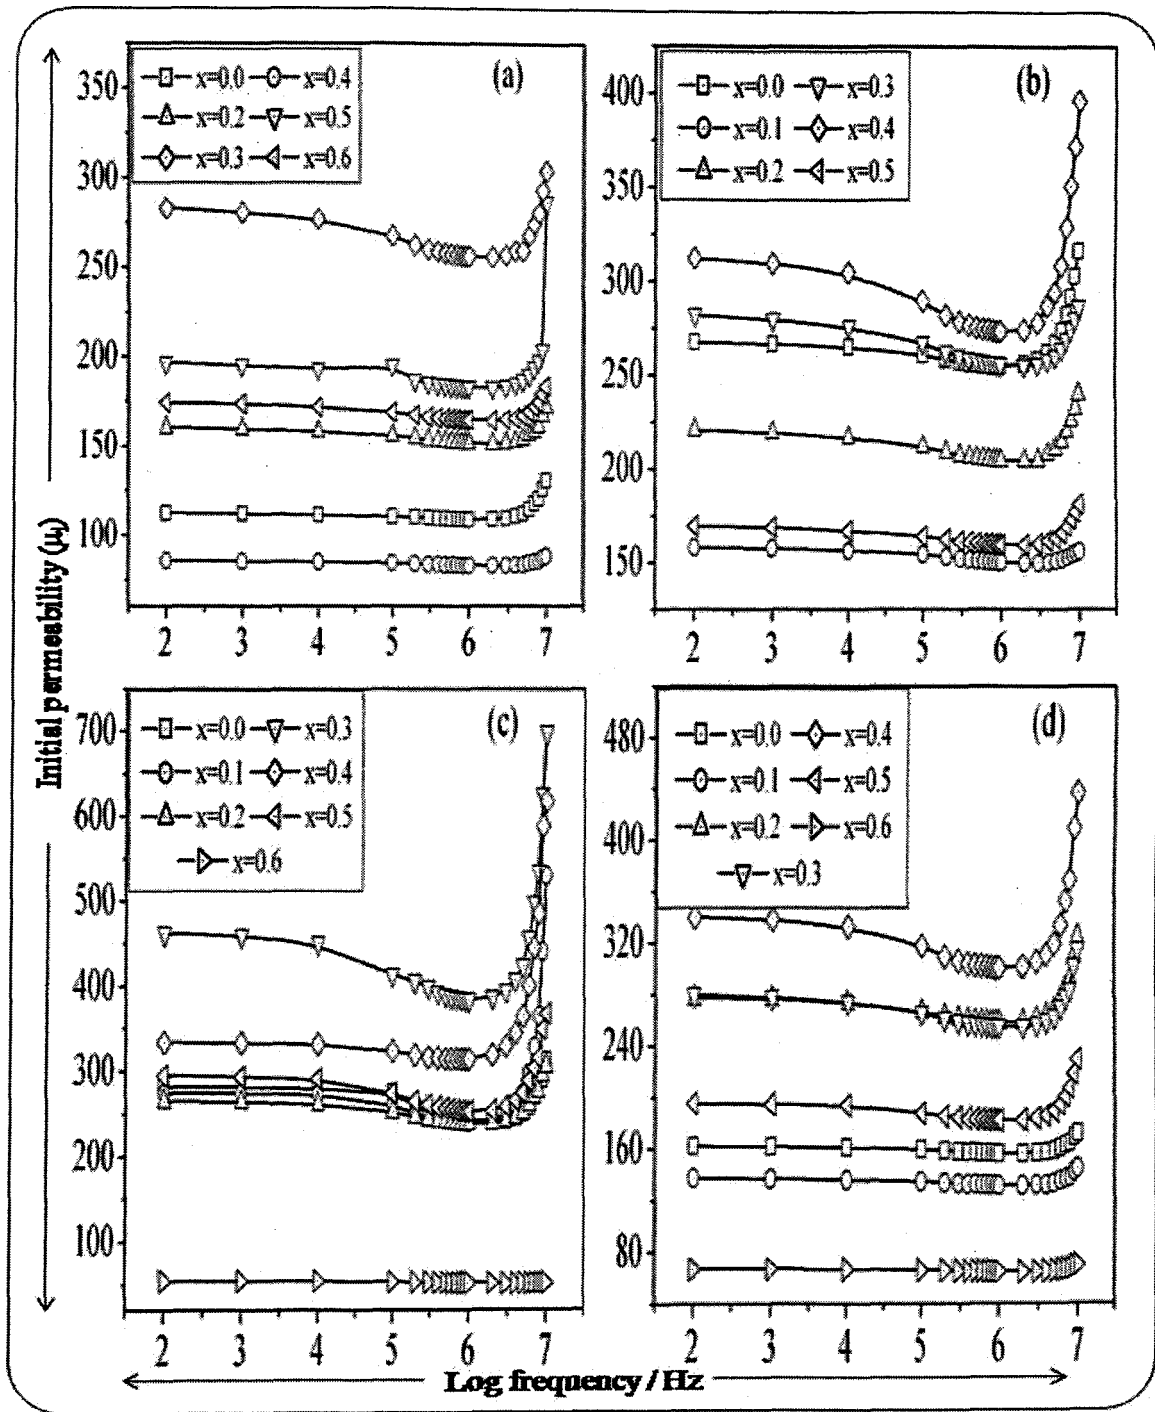 Initial permeability (μi)
350
300
250
200
150
100
x=0.0 x=0.4
x=0.2 x=0.5
x=0.3 x=0.6
(a)
2 3 4 5 6 7
400
350
300
250
200
150
x=0.0 x=0.3
x=0.1 x=0.4
x=0.2 x=0.5
(b)
2 3 4 5 6 7
700
600
500
400
300
200
100
x=0.0 x=0.3
x=0.1 x=0.4
x=0.2 x=0.5
x=0.6
(c)
2 3 4 5 6 7
480
400
320
240
160
80
x=0.0 x=0.4
x=0.1 x=0.5
x=0.2 x=0.6
x=0.3
(d)
2 3 4 5 6 7
Log frequency / Hz